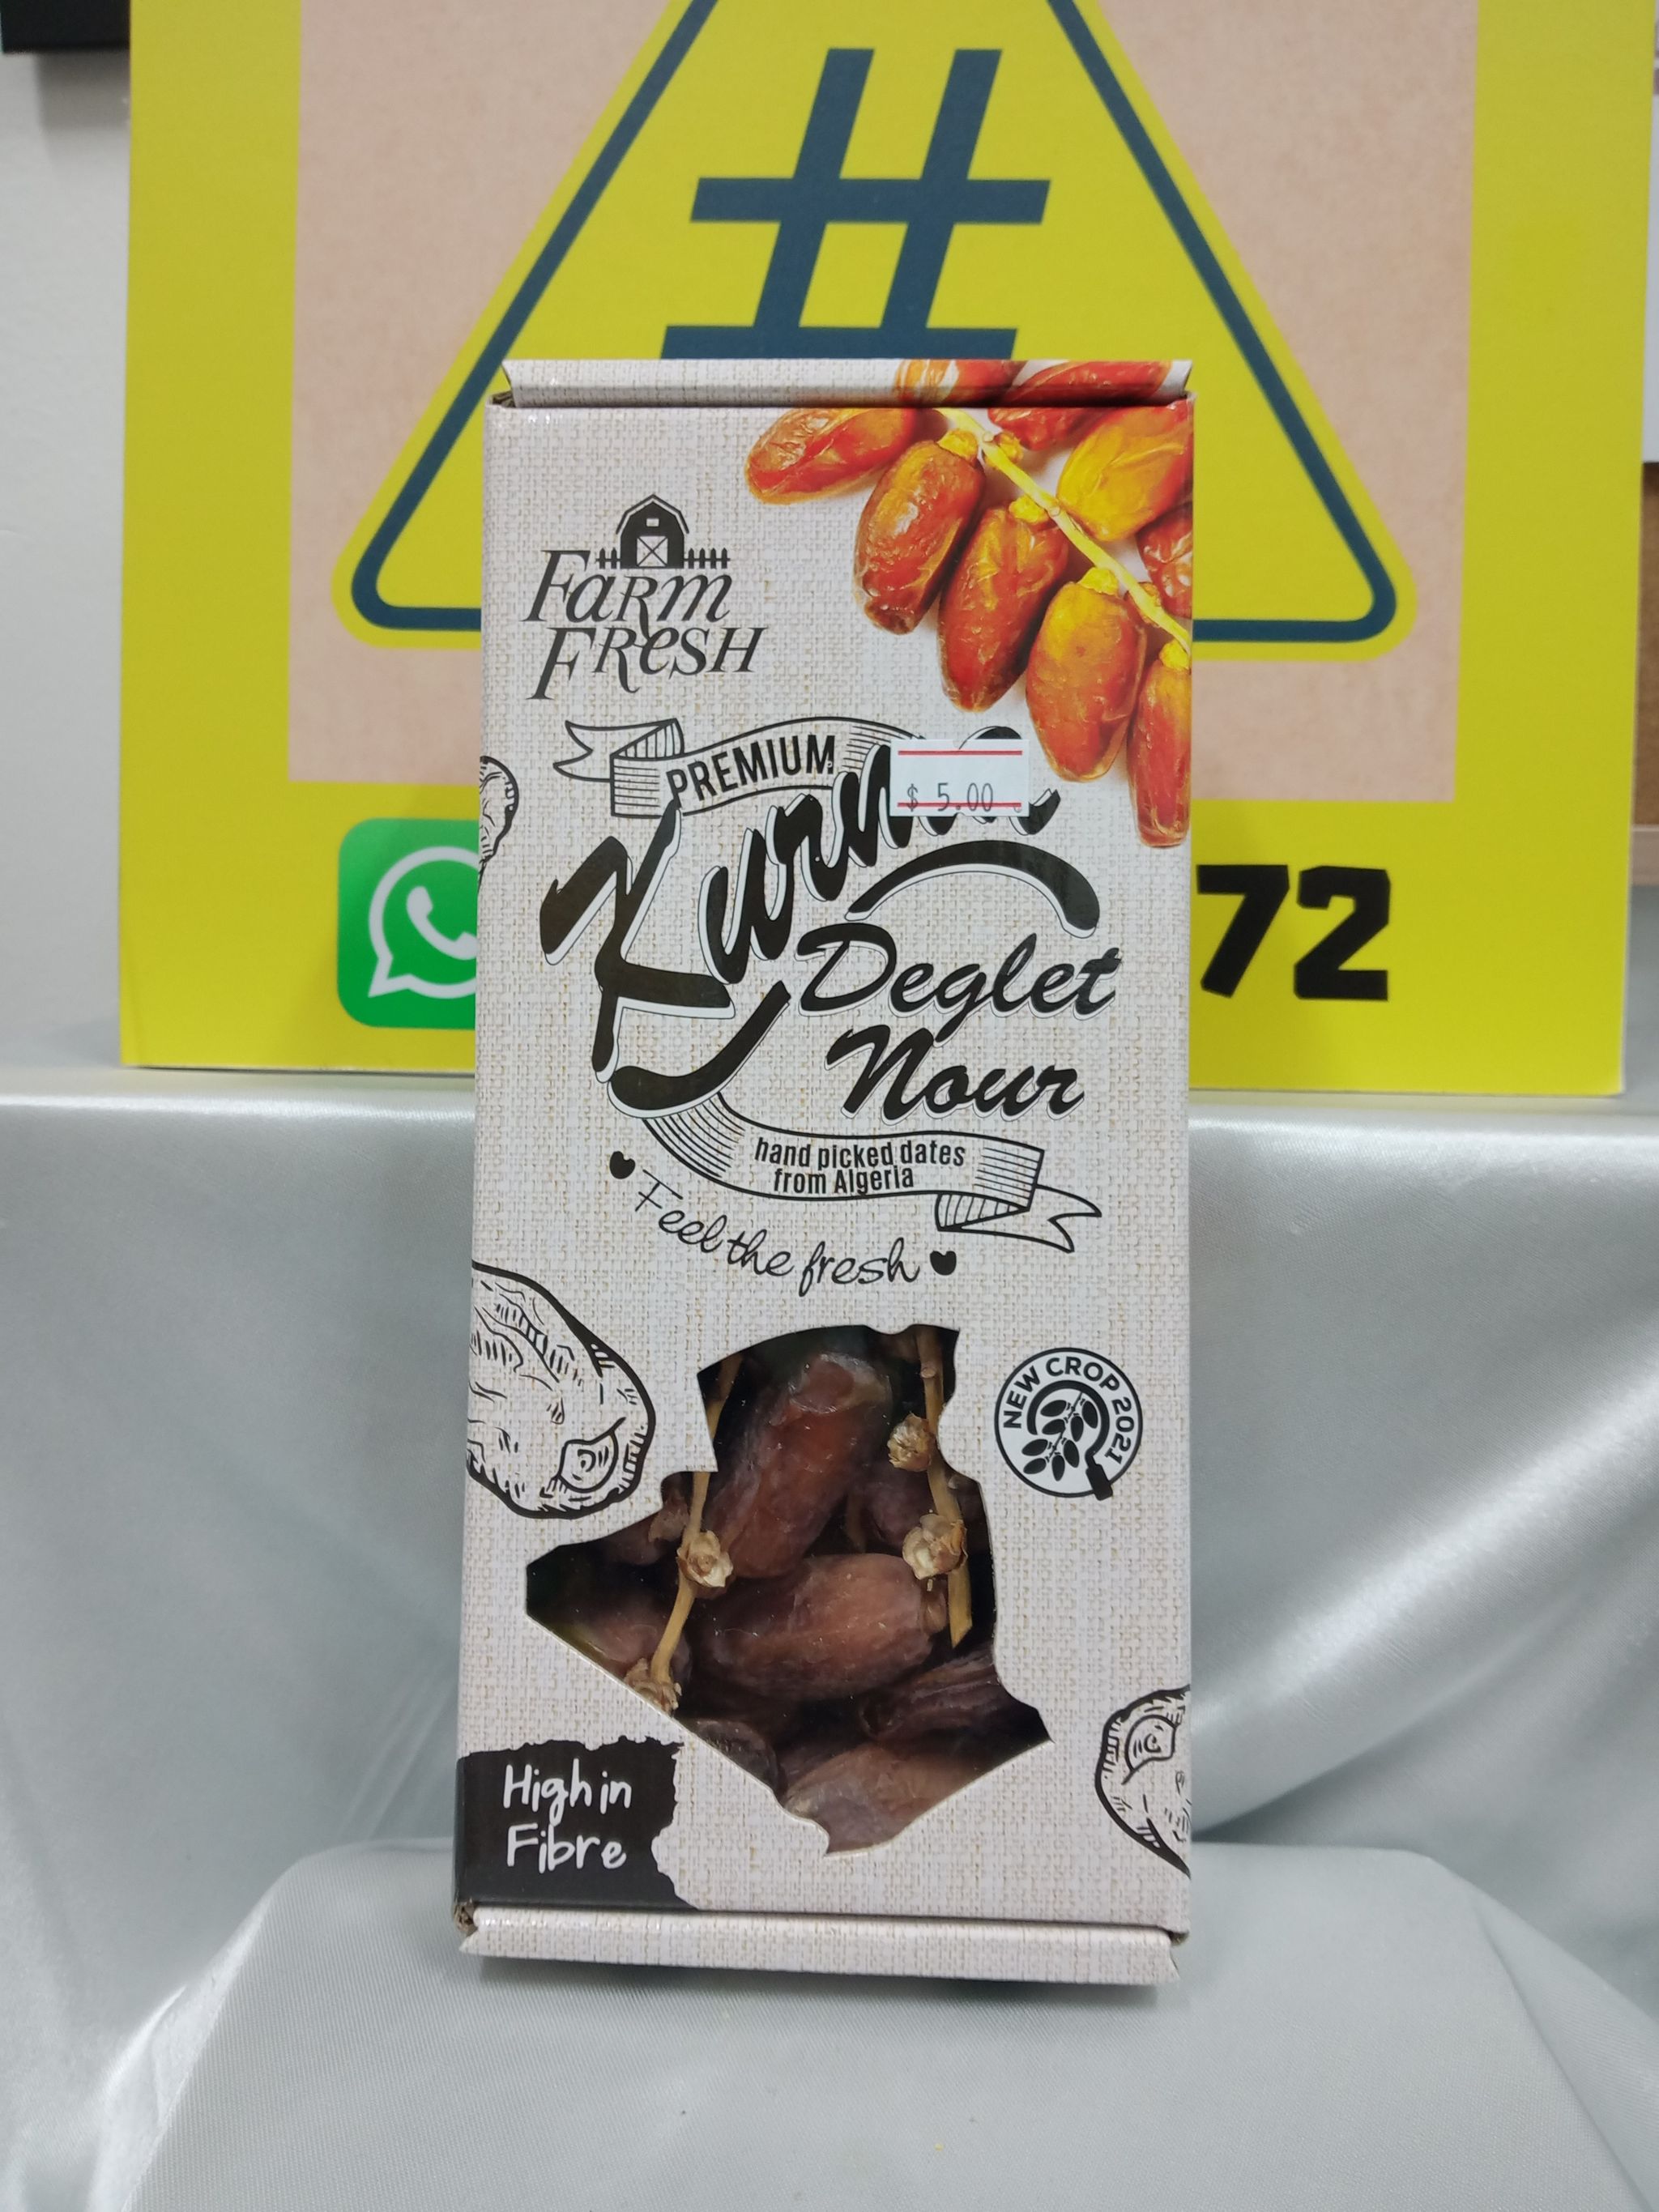 #
FARM
FRESH
PREMIUM
$ 5.00
Deglet
Nour
72
hand picked dates
from Algeria
Feel the fresh
NEW CROP 2021
High in
Fibre